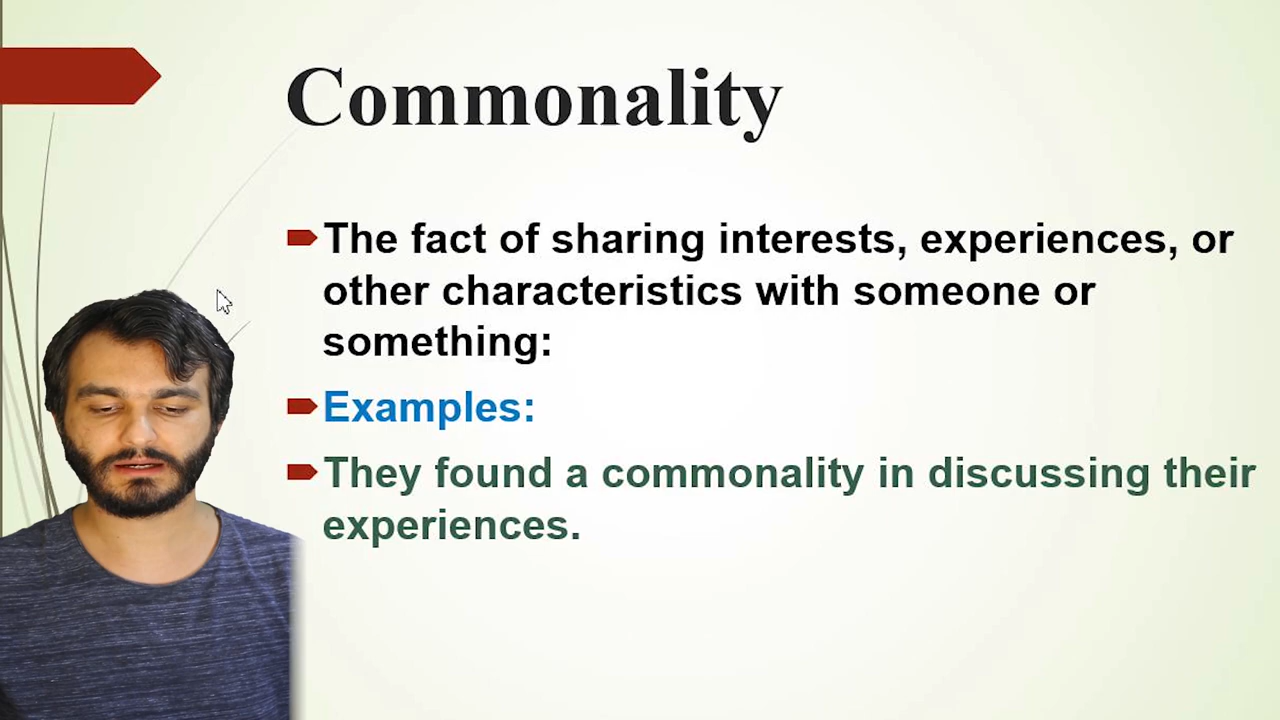 Commonality
The fact of sharing interests, experiences, or
other characteristics with someone or
something:
Examples:
They found a commonality in discussing their
experiences.